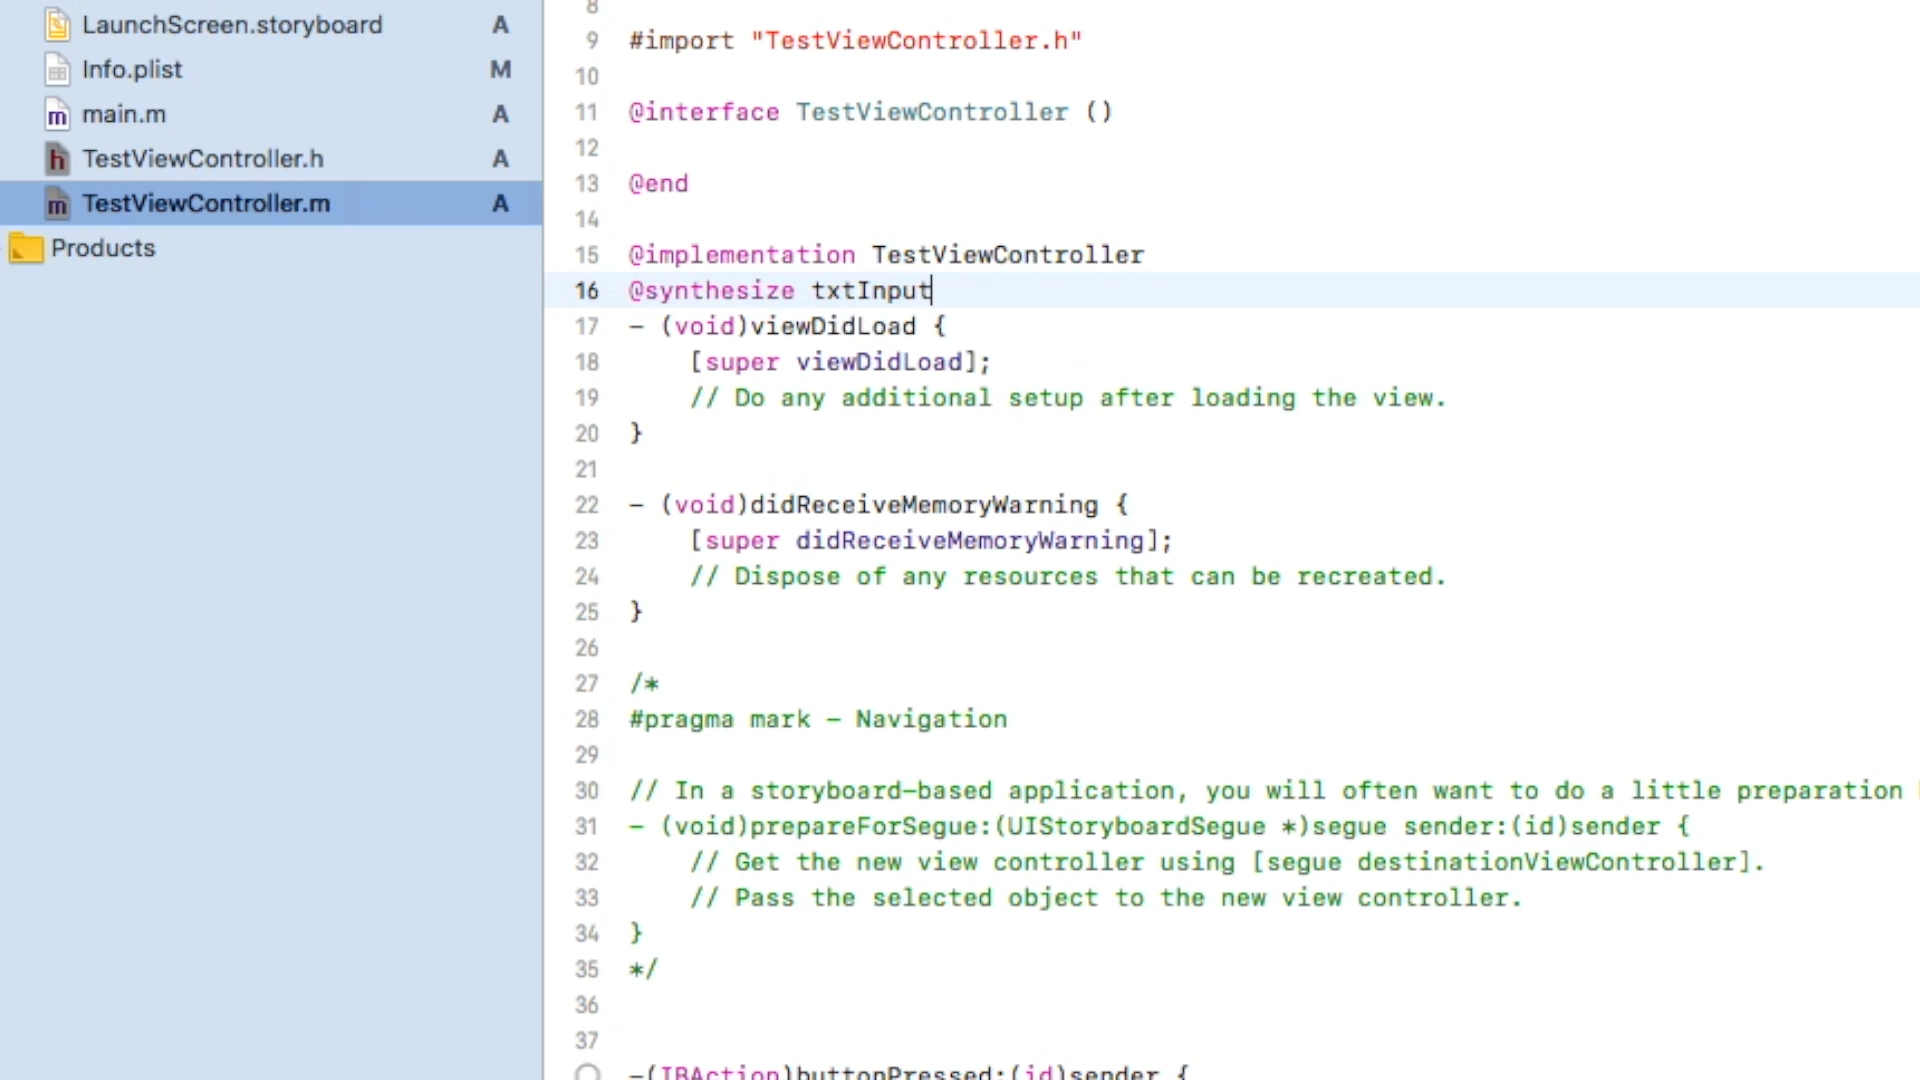 LaunchScreen.storyboard A
Info.plist M
main.m A
TestViewController.h A
TestViewController.m A
Products
8
9 #import "TestViewController.h"
10
11 @interface TestViewController ()
12
13 @end
14
15 @implementation TestViewController
16 @synthesize txtInput
17 - (void)viewDidLoad {
18 [super viewDidLoad];
19 // Do any additional setup after loading the view.
20 }
21
22 - (void)didReceiveMemoryWarning {
23 [super didReceiveMemoryWarning];
24 // Dispose of any resources that can be recreated.
25 }
26
27 /*
28 #pragma mark - Navigation
29
30 // In a storyboard-based application, you will often want to do a little preparation
31 - (void)prepareForSegue:(UIStoryboardSegue *)segue sender:(id)sender {
32 // Get the new view controller using [segue destinationViewController].
33 // Pass the selected object to the new view controller.
34 }
35 */
36
37
-(IBAction)buttonPressed:(id)sender {